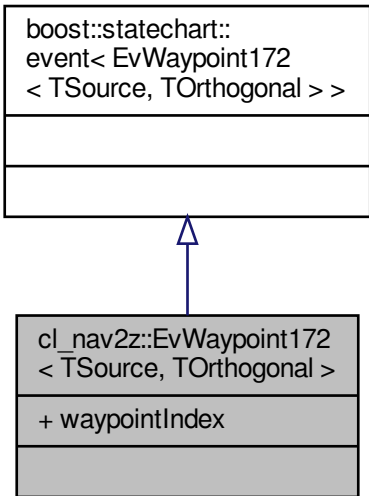 boost::statechart::
event< EvWaypoint172
< TSource, TOrthogonal > >
cl_nav2z::EvWaypoint172
< TSource, TOrthogonal >
+ waypointIndex